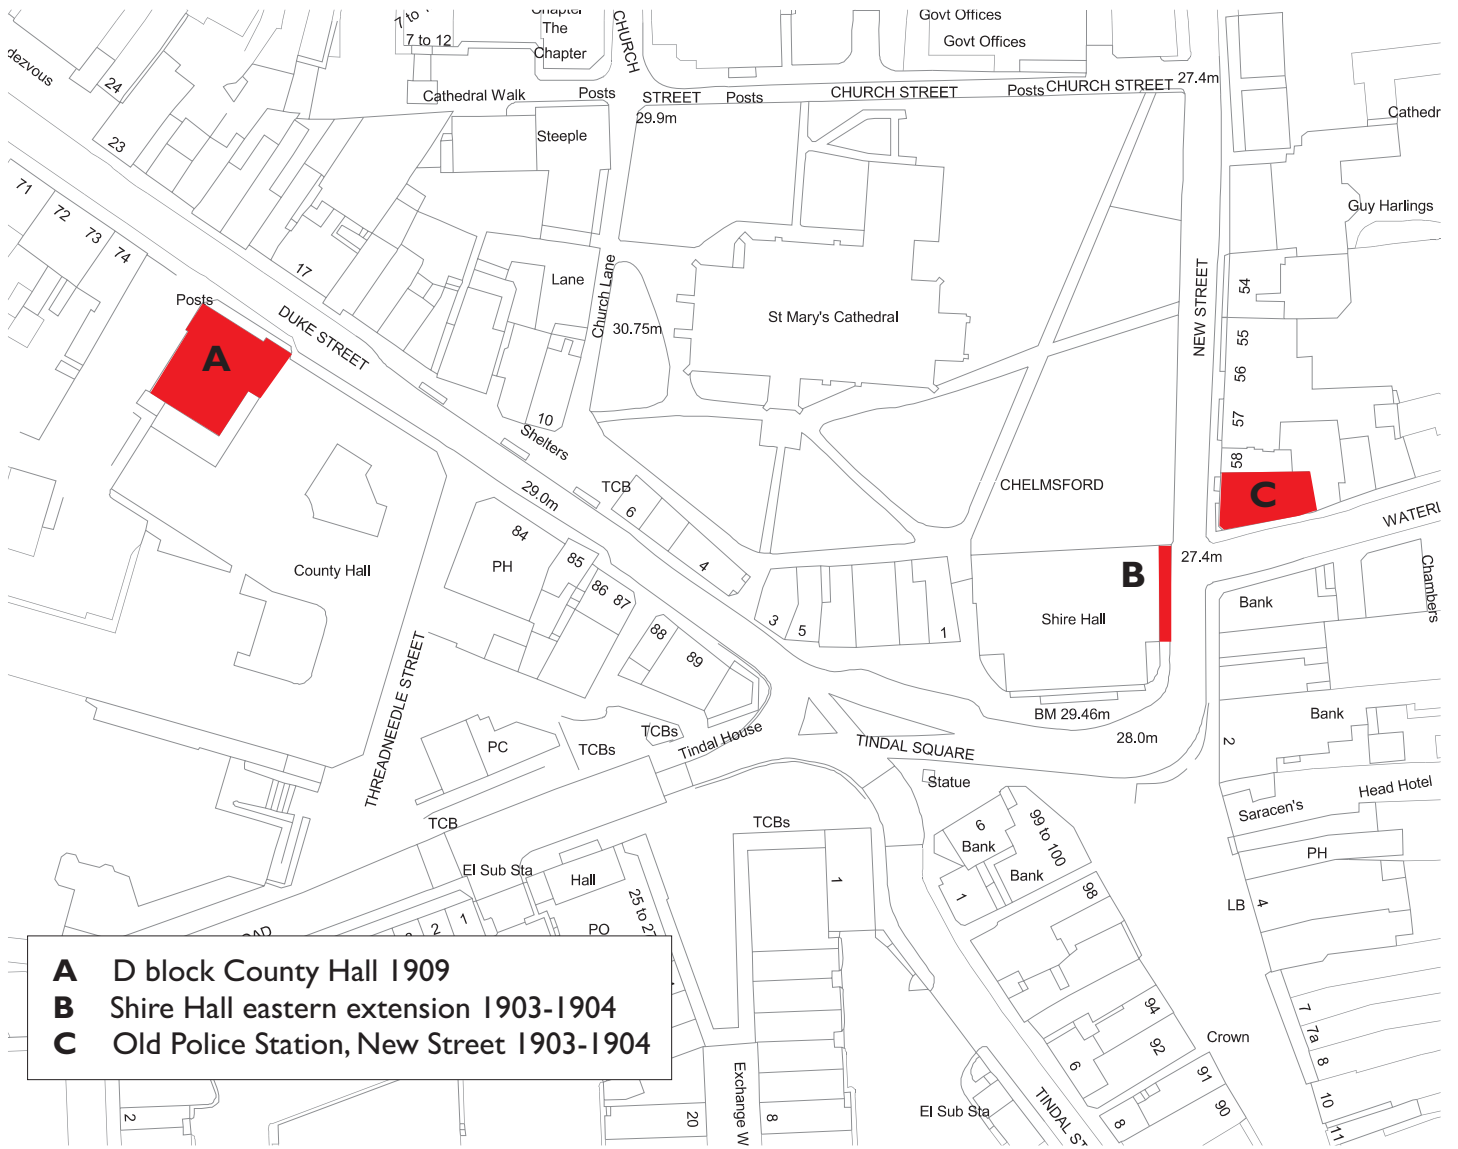 Chapter
The
Chapter
7 to
7 to 12
CHURCH
Govt Offices
Govt Offices
dezvous
24
Cathedral Walk
Posts
STREET
Posts
CHURCH STREET
Posts
CHURCH STREET
27.4m
29.9m
Cathedr
Steeple
23
71
72
73
74
Guy Harlings
17
Lane
Church Lane
54
Posts
DUKE STREET
30.75m
St Mary's Cathedral
NEW STREET
55
A
56
10
57
Shelters
58
29.0m
TCB
6
CHELMSFORD
C
WATERL
84
PH
85
86
87
4
27.4m
B
County Hall
Chambers
Bank
3
5
1
Shire Hall
88
89
THREADNEEDLE STREET
BM 29.46m
Bank
28.0m
2
PC
TCBs
TCBs
Tindal House
TINDAL SQUARE
Statue
Saracen's
Head Hotel
TCB
TCBs
6
Bank
99 to 100
PH
El Sub Sta
Hall
1
Bank
1
98
LB
4
25 to 27
2
1
PO
A D block County Hall 1909
B Shire Hall eastern extension 1903-1904
C Old Police Station, New Street 1903-1904
94
92
6
Crown
7
7a
8
91
90
10
11
2
20
Exchange W
8
El Sub Sta
TINDAL ST
8